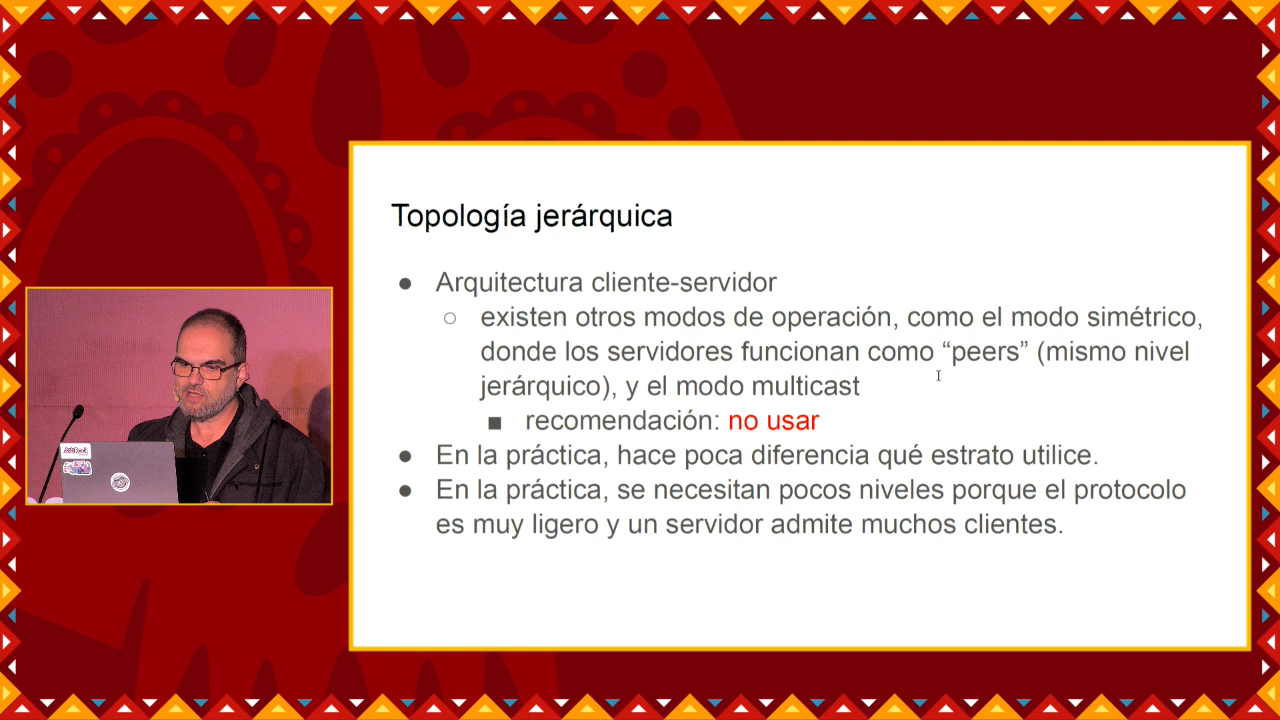 Topología jerárquica
● Arquitectura cliente-servidor
○ existen otros modos de operación, como el modo simétrico,
donde los servidores funcionan como “peers” (mismo nivel
jerárquico), y el modo multicast
■ recomendación: no usar
● En la práctica, hace poca diferencia qué estrato utilice.
● En la práctica, se necesitan pocos niveles porque el protocolo
es muy ligero y un servidor admite muchos clientes.